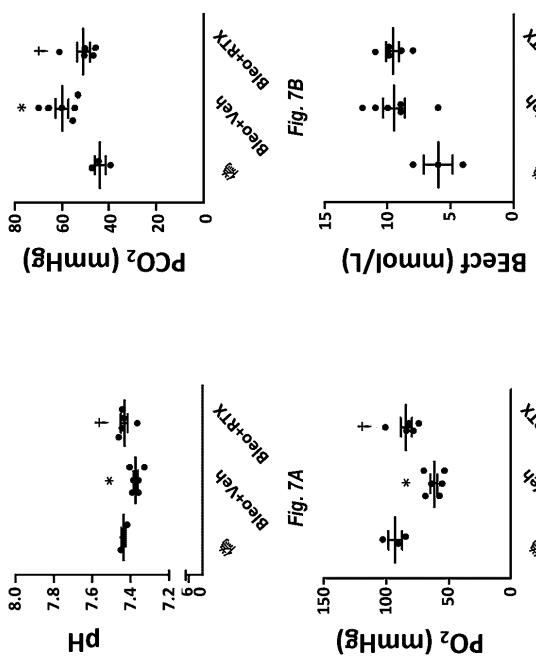 pH
8.0
7.8
7.6
7.4
7.2
6
0
*
†
Bleo+Veh
Bleo+RTX
Fig. 7A
PCO₂ (mmHg)
80
60
40
20
0
*
†
Bleo+Veh
Bleo+RTX
Fig. 7B
PO₂ (mmHg)
150
100
50
0
*
†
BEecf (mmol/L)
15
10
5
0